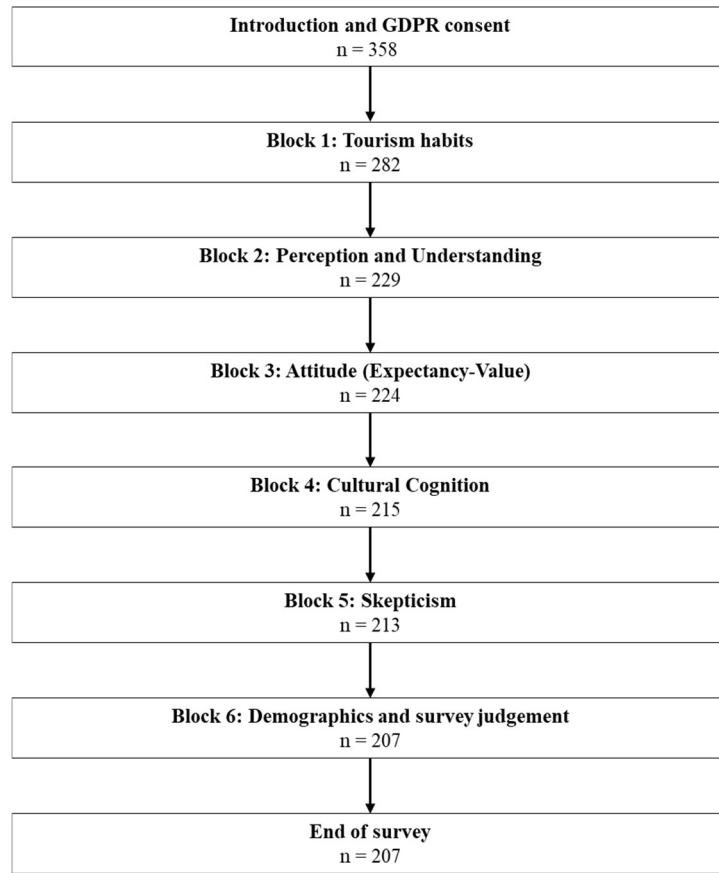 Introduction and GDPR consent
n = 358
Block 1: Tourism habits
n = 282
Block 2: Perception and Understanding
n = 229
Block 3: Attitude (Expectancy-Value)
n = 224
Block 4: Cultural Cognition
n = 215
Block 5: Skepticism
n = 213
Block 6: Demographics and survey judgement
n = 207
End of survey
n = 207